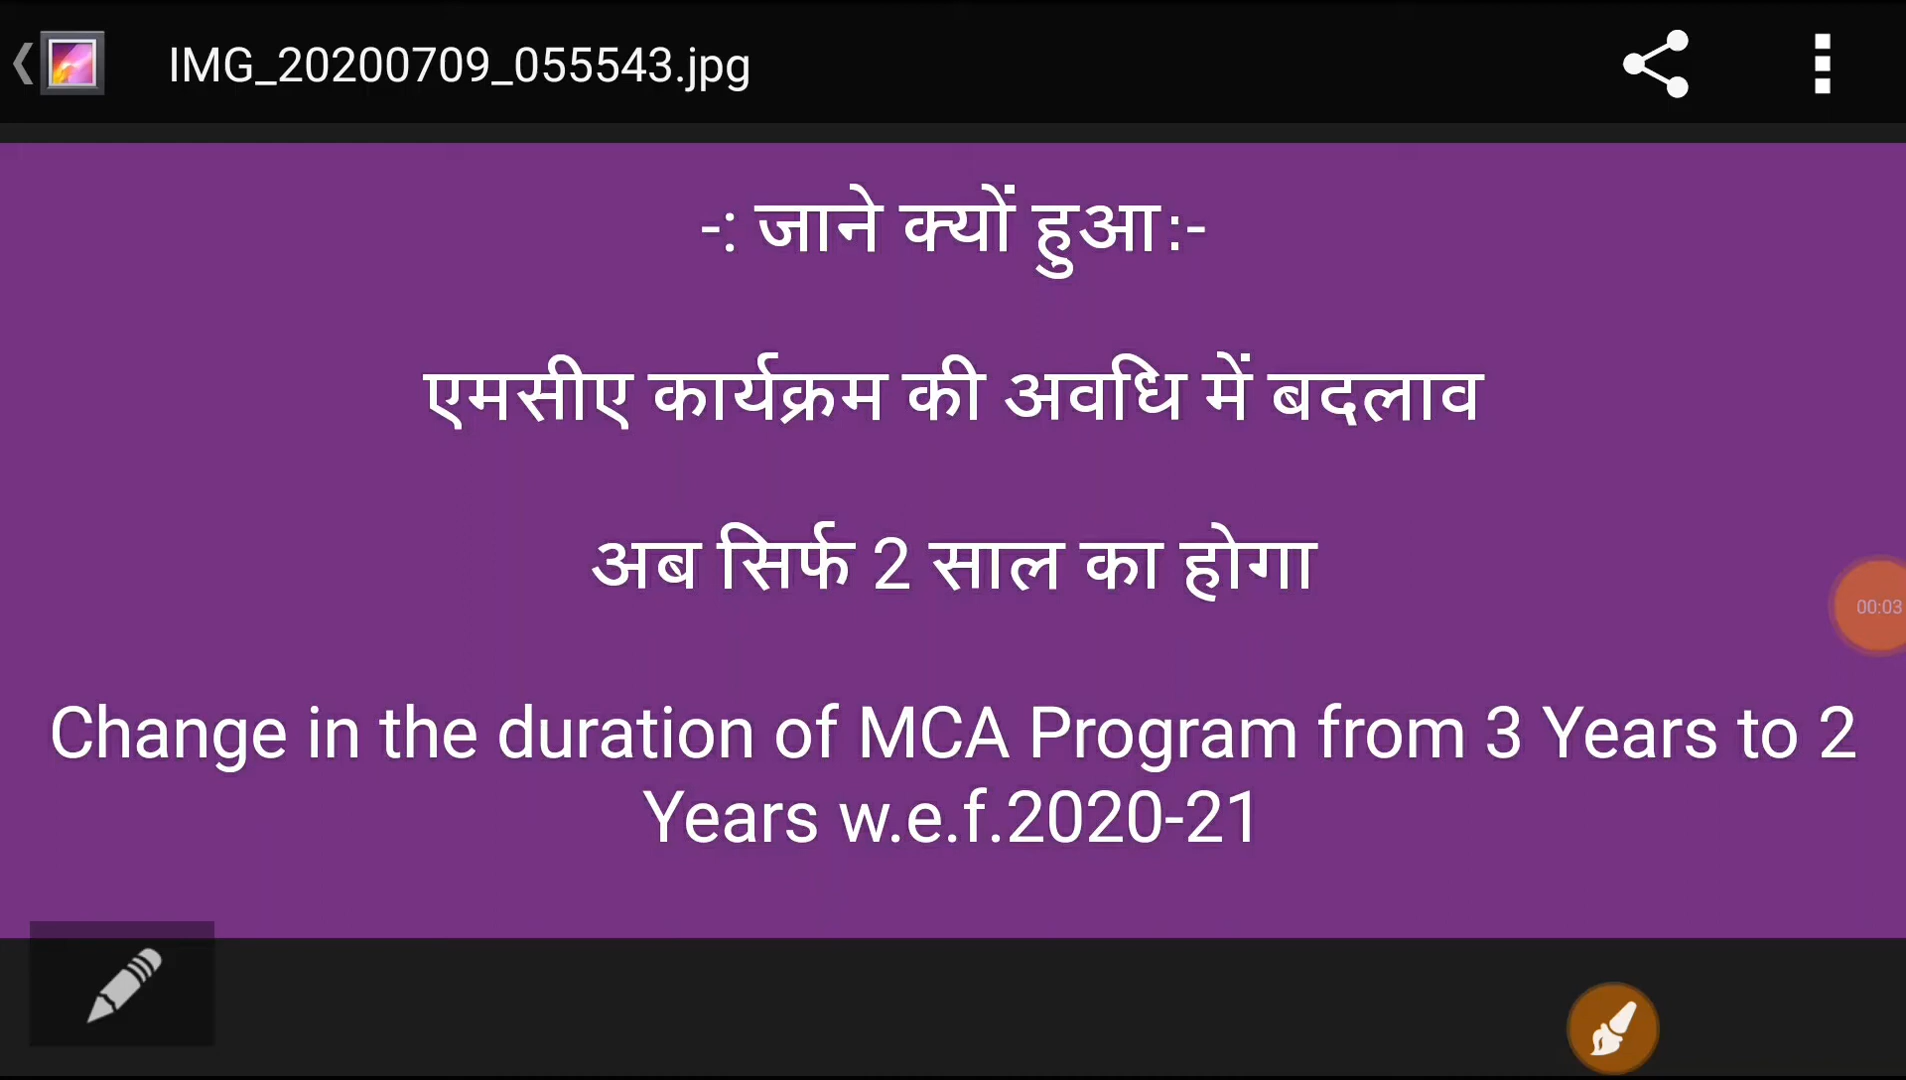 IMG_20200709_055543.jpg
-: जाने क्यों हुआ:-
एमसीए कार्यक्रम की अवधि में बदलाव
अब सिर्फ 2 साल का होगा
Change in the duration of MCA Program from 3 Years to 2
Years w.e.f.2020-21
00:03